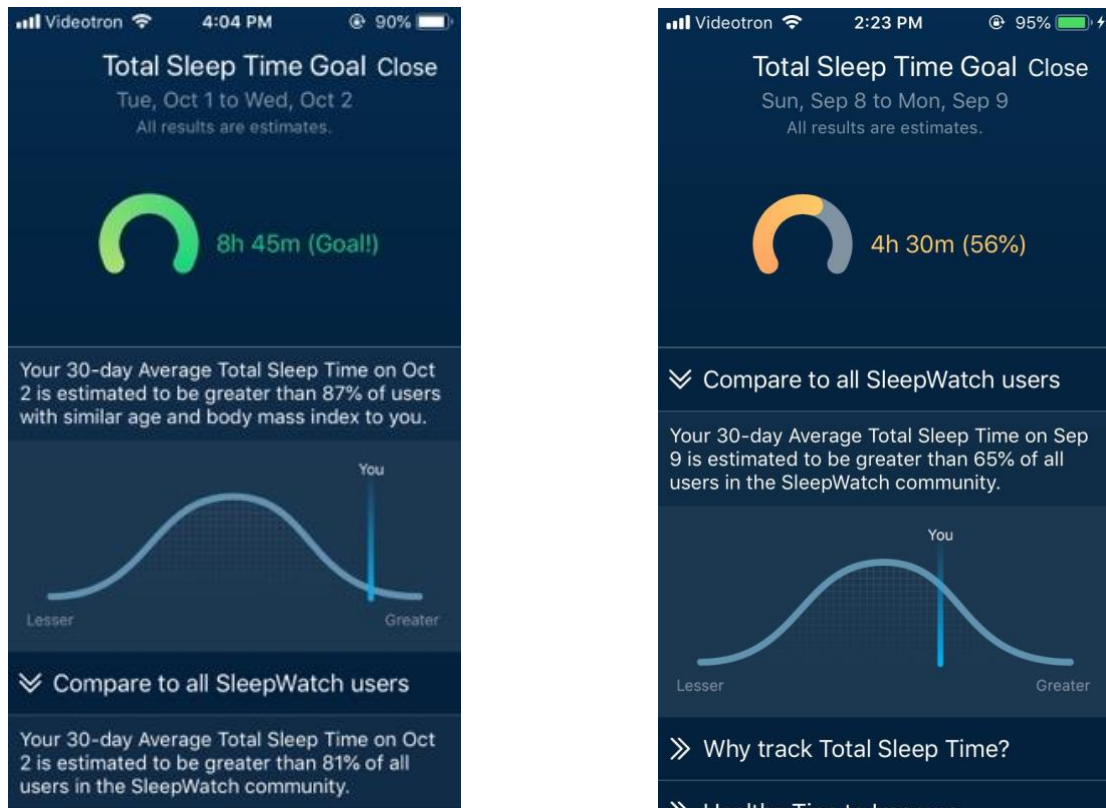 Videotron 4:04 PM 90%
Total Sleep Time Goal Close
Tue, Oct 1 to Wed, Oct 2
All results are estimates.
8h 45m (Goal!)
Your 30-day Average Total Sleep Time on Oct
2 is estimated to be greater than 87% of users
with similar age and body mass index to you.
You
Lesser Greater
Compare to all SleepWatch users
Your 30-day Average Total Sleep Time on Oct
2 is estimated to be greater than 81% of all
users in the SleepWatch community.
Videotron 2:23 PM 95%
Total Sleep Time Goal Close
Sun, Sep 8 to Mon, Sep 9
All results are estimates.
4h 30m (56%)
Compare to all SleepWatch users
Your 30-day Average Total Sleep Time on Sep
9 is estimated to be greater than 65% of all
users in the SleepWatch community.
You
Lesser Greater
Why track Total Sleep Time?